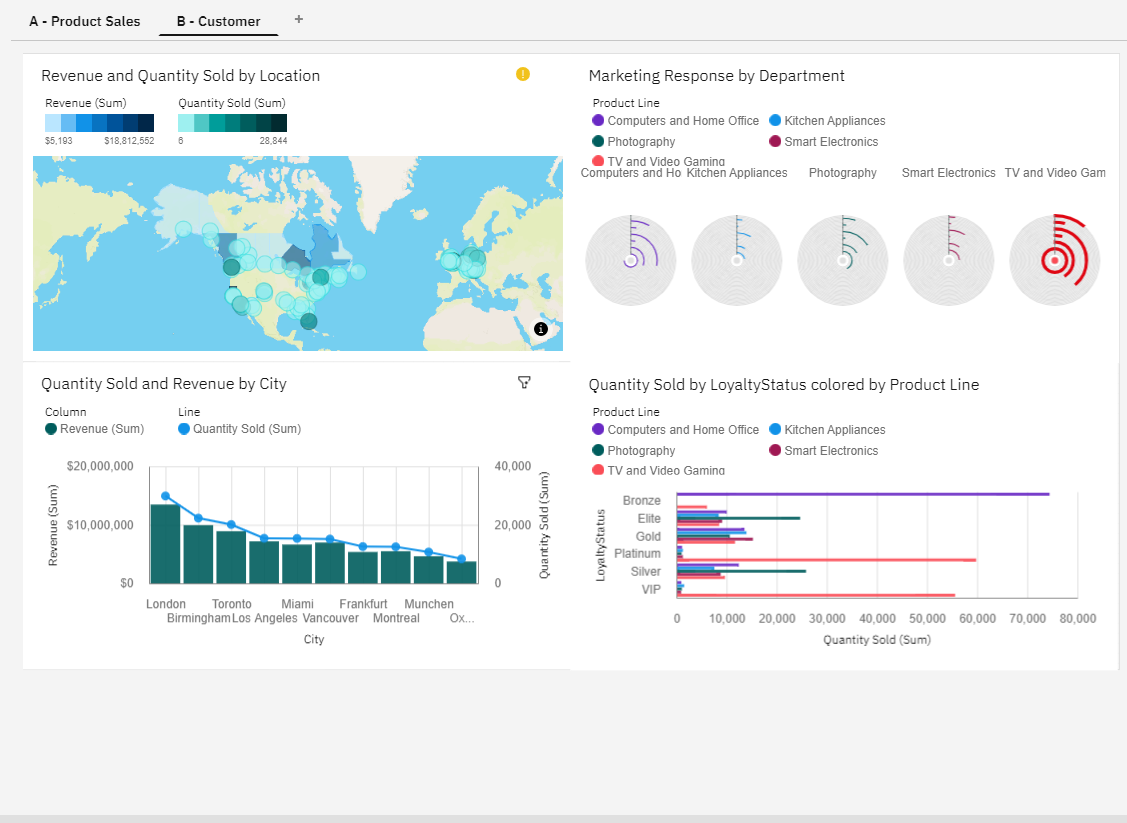 A - Product Sales
B - Customer
+
Revenue and Quantity Sold by Location
Revenue (Sum)
Quantity Sold (Sum)
$5,193
$18,812,552
6
28,844
Marketing Response by Department
Product Line
Computers and Home Office
Kitchen Appliances
Photography
Smart Electronics
TV and Video Gaming
Computers and Ho
Kitchen Appliances
Photography
Smart Electronics
TV and Video Gam
Quantity Sold and Revenue by City
Column
Line
Revenue (Sum)
Quantity Sold (Sum)
$20,000,000
$10,000,000
$0
Revenue (Sum)
40,000
20,000
0
Quantity Sold (Sum)
London
Toronto
Miami
Frankfurt
Munchen
Birmingham
Los Angeles
Vancouver
Montreal
Ox...
City
Quantity Sold by LoyaltyStatus colored by Product Line
Product Line
Computers and Home Office
Kitchen Appliances
Photography
Smart Electronics
TV and Video Gaming
LoyaltyStatus
Bronze
Elite
Gold
Platinum
Silver
VIP
0
10,000
20,000
30,000
40,000
50,000
60,000
70,000
80,000
Quantity Sold (Sum)